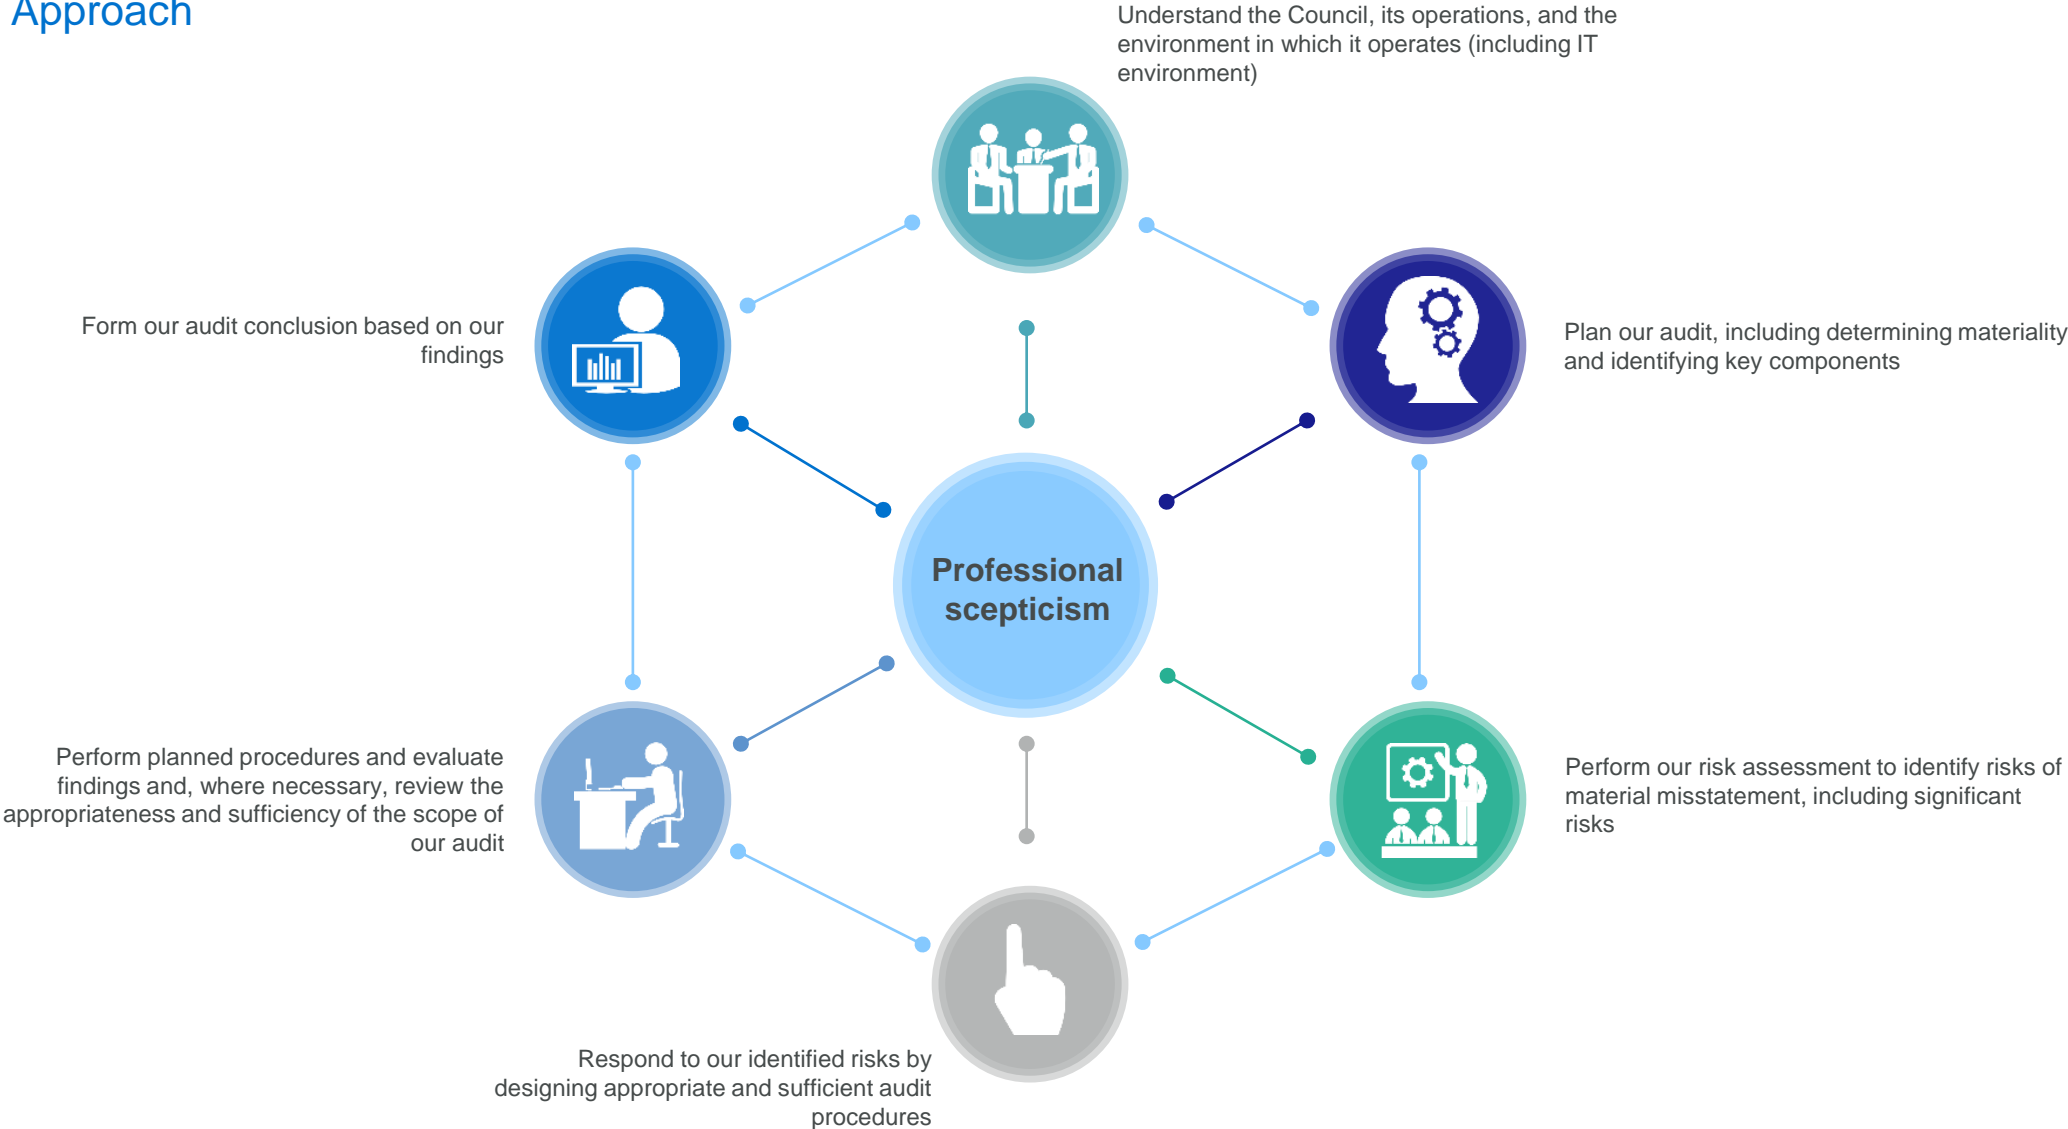 Approach
Understand the Council, its operations, and the
environment in which it operates (including IT
environment)
Plan our audit, including determining materiality
and identifying key components
Perform our risk assessment to identify risks of
material misstatement, including significant
risks
Respond to our identified risks by
designing appropriate and sufficient audit
procedures
Perform planned procedures and evaluate
findings and, where necessary, review the
appropriateness and sufficiency of the scope of
our audit
Form our audit conclusion based on our
findings
Professional
scepticism